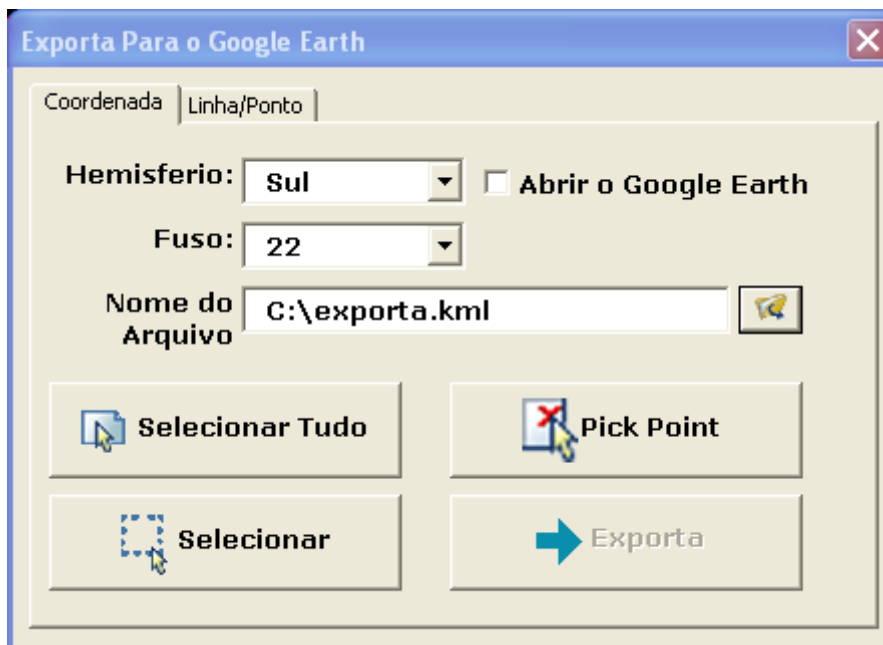 Exporta Para o Google Earth
Coordenada
Linha/Ponto
Hemisferio:
Sul
Abrir o Google Earth
Fuso:
22
Nome do
Arquivo
C:\exporta.kml
Selecionar Tudo
Pick Point
Selecionar
Exporta